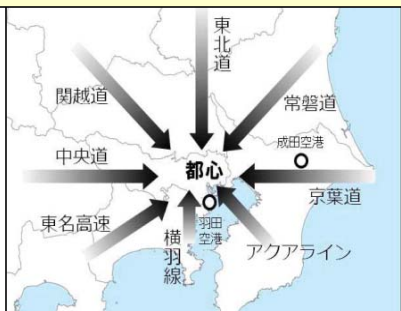 東北道
関越道
常磐道
成田空港
中央道
都心
京葉道
東名高速
羽田
空港
横羽線
アクアライン